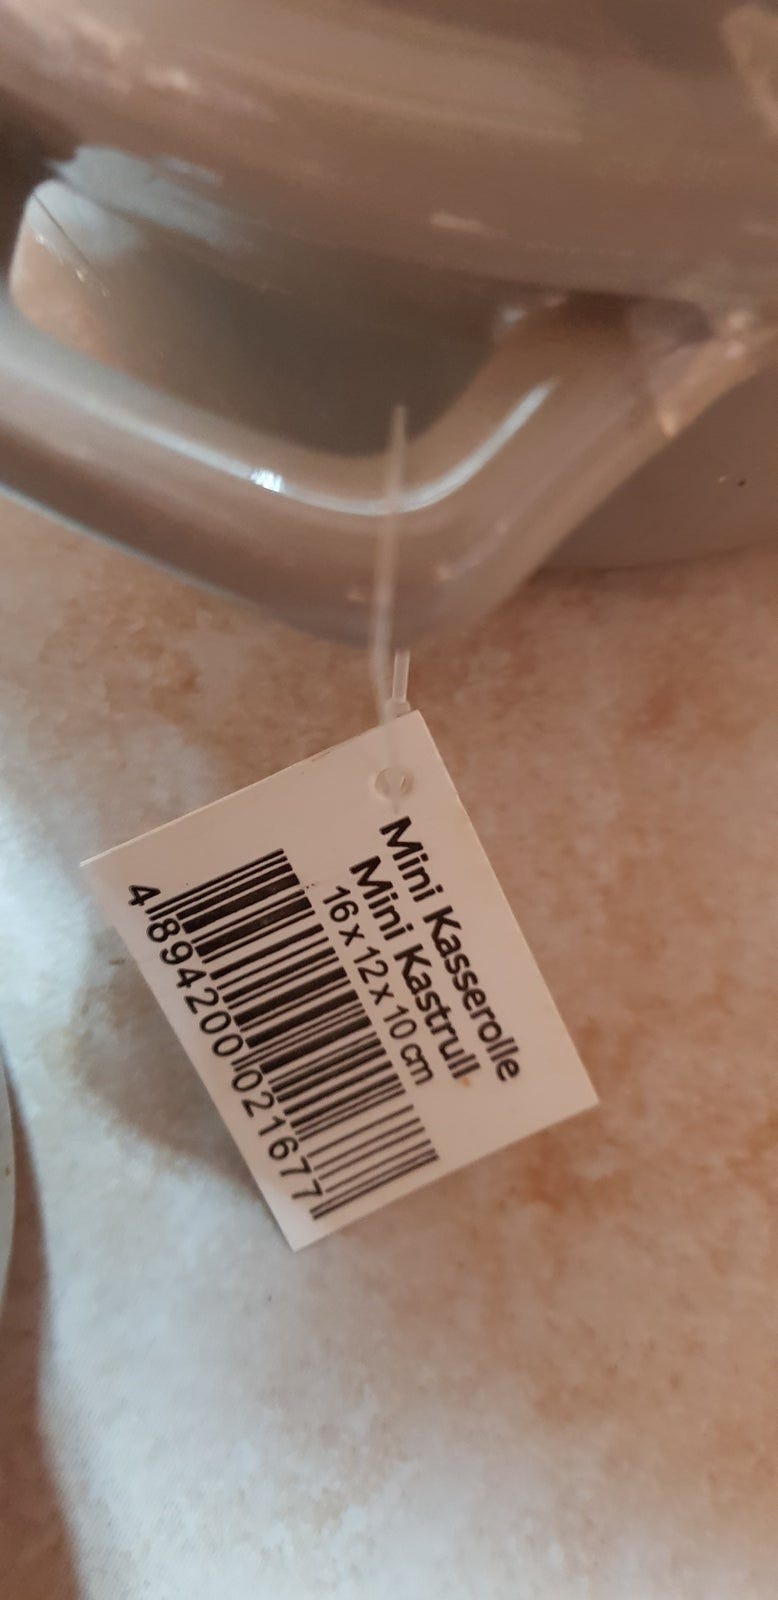 Mini Kasserolle
Mini Kastrull
16 x 12 x 10 cm
4 894200 021677